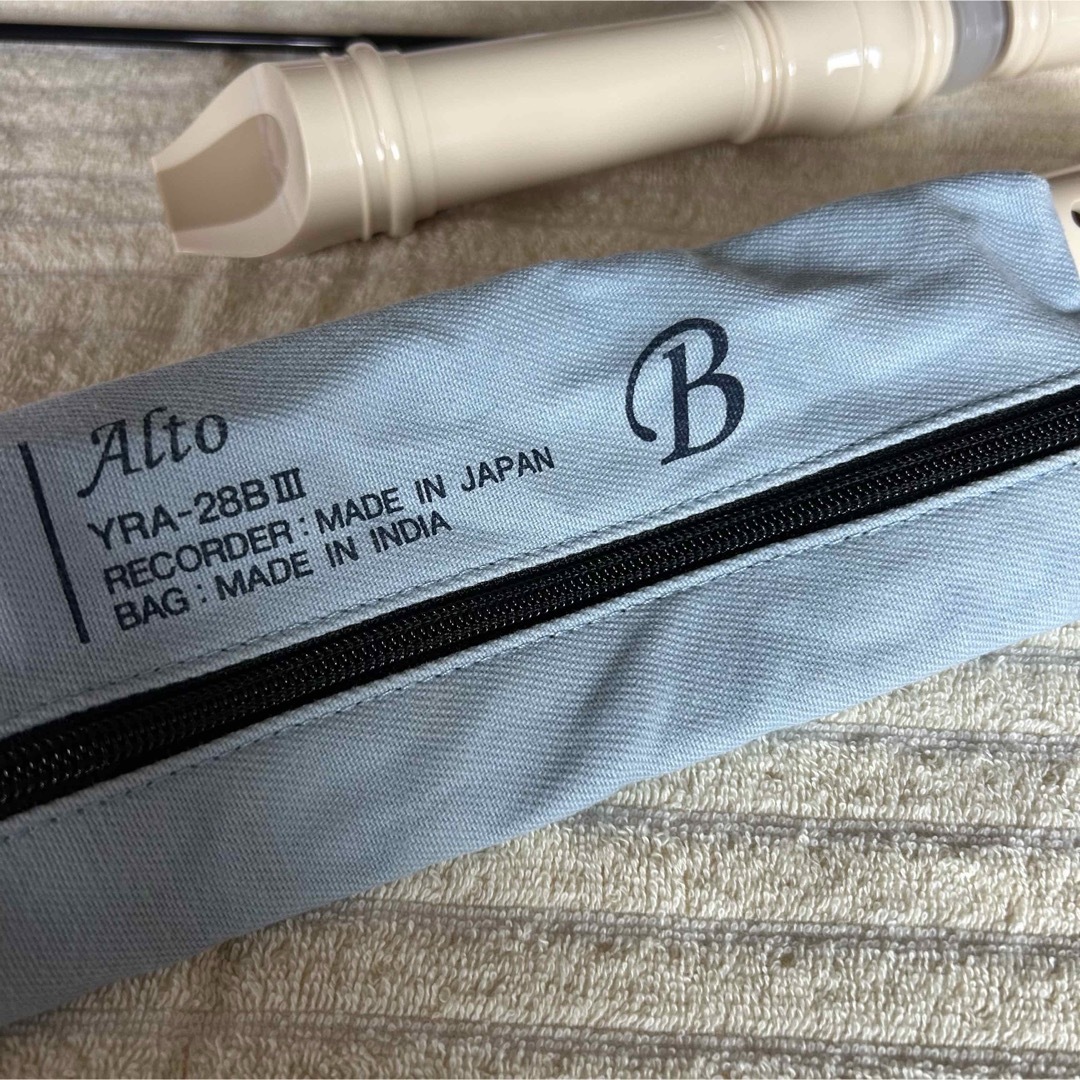 Alto
YRA-28BⅢ
RECORDER : MADE IN JAPAN
BAG : MADE IN INDIA
B